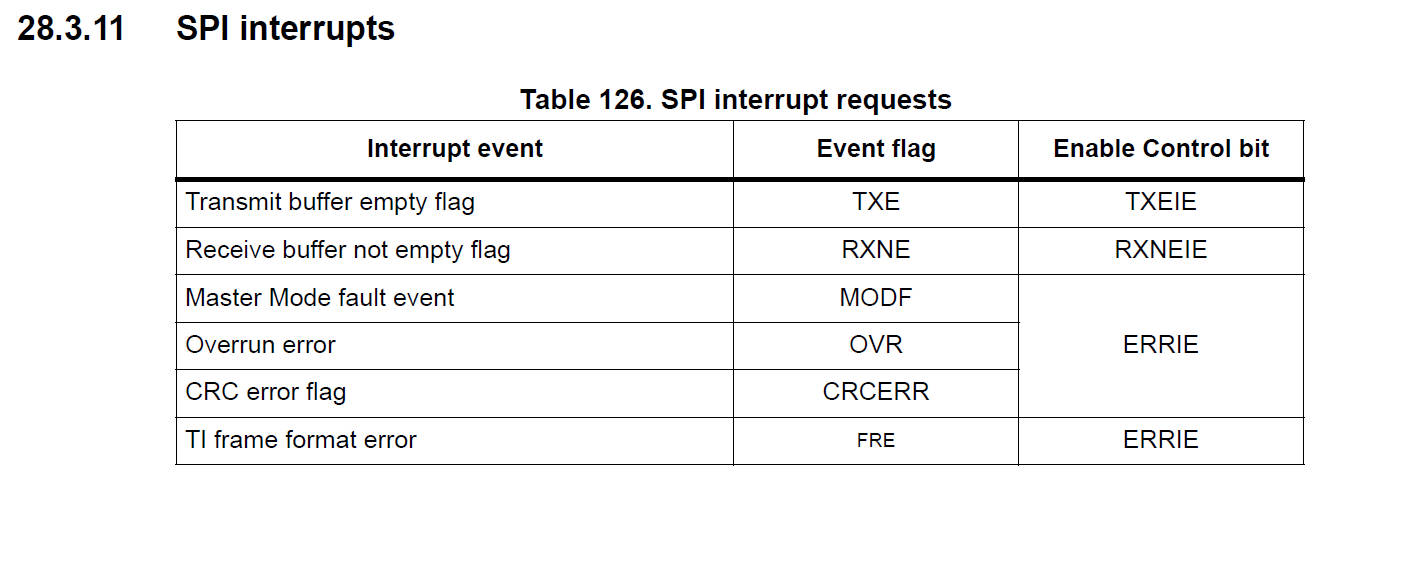 28.3.11 SPI interrupts
Table 126. SPI interrupt requests
Interrupt event Event flag Enable Control bit
Transmit buffer empty flag TXE TXEIE
Receive buffer not empty flag RXNE RXNEIE
Master Mode fault event MODF
Overrun error OVR ERRIE
CRC error flag CRCERR
TI frame format error FRE ERRIE